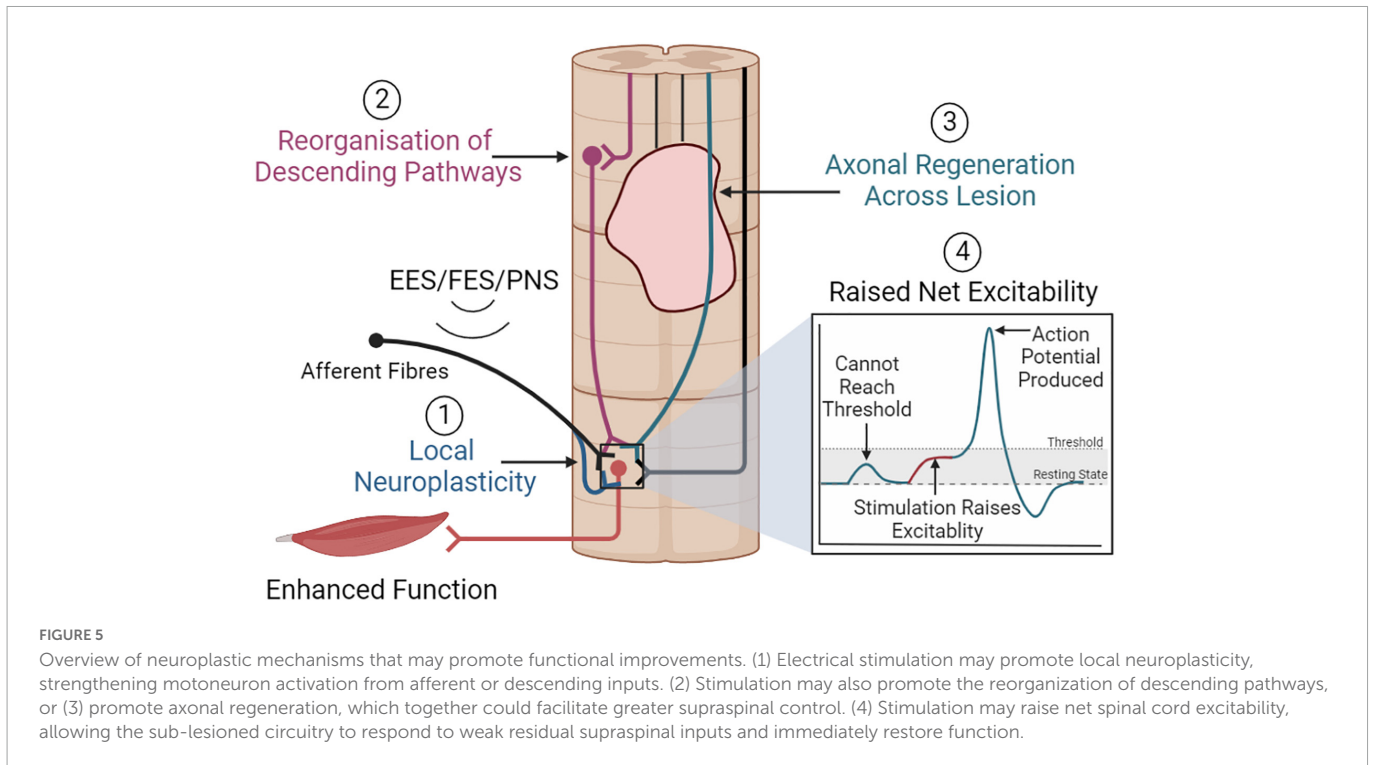 2
Reorganisation of
Descending Pathways
3
Axonal Regeneration
Across Lesion
EES/FES/PNS
Afferent Fibres
1
Local
Neuroplasticity
Enhanced Function
4
Raised Net Excitability
Cannot
Reach
Threshold
Action
Potential
Produced
Threshold
Resting State
Stimulation Raises
Excitablity
FIGURE 5
Overview of neuroplastic mechanisms that may promote functional improvements. (1) Electrical stimulation may promote local neuroplasticity,
strengthening motoneuron activation from afferent or descending inputs. (2) Stimulation may also promote the reorganization of descending pathways,
or (3) promote axonal regeneration, which together could facilitate greater supraspinal control. (4) Stimulation may raise net spinal cord excitability,
allowing the sub-lesioned circuitry to respond to weak residual supraspinal inputs and immediately restore function.